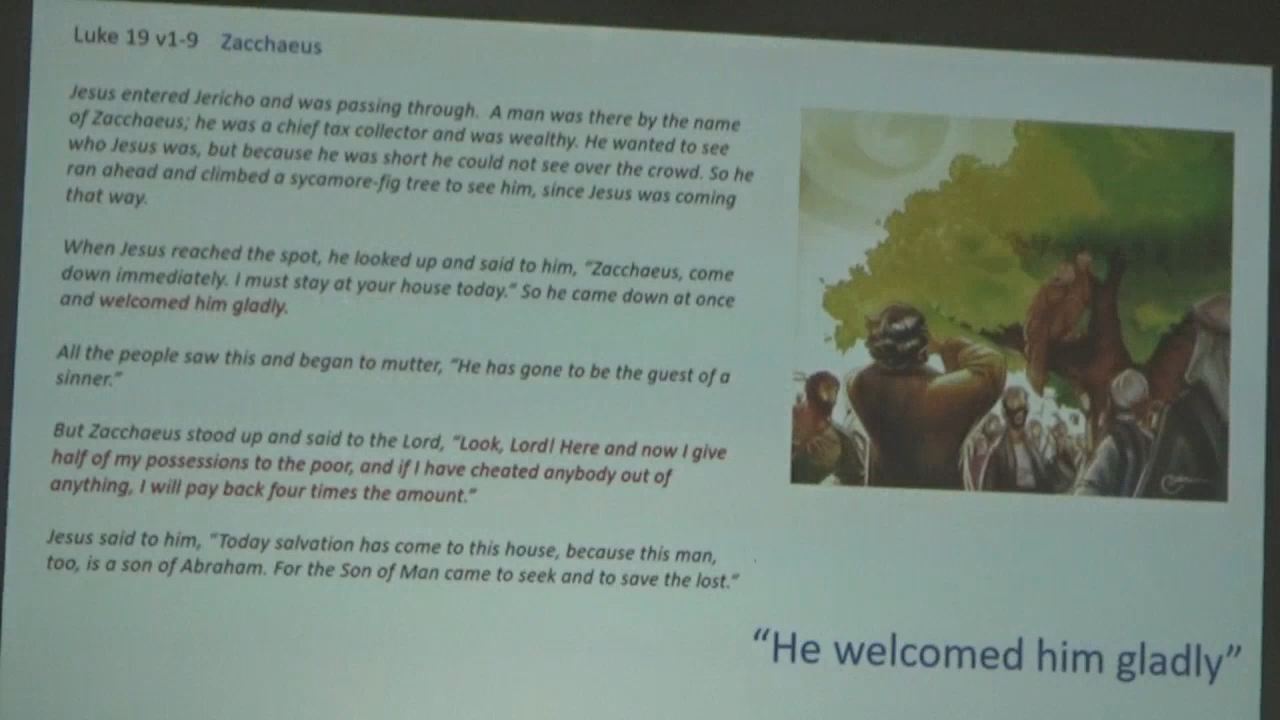 Luke 19 v1-9 Zacchaeus
Jesus entered Jericho and was passing through. A man was there by the name
of Zacchaeus; he was a chief tax collector and was wealthy. He wanted to see
who Jesus was, but because he was short he could not see over the crowd. So he
ran ahead and climbed a sycamore-fig tree to see him, since Jesus was coming
that way.
When Jesus reached the spot, he looked up and said to him, "Zacchaeus, come
down immediately. I must stay at your house today." So he came down at once
and welcomed him gladly.
All the people saw this and began to mutter, "He has gone to be the guest of a
sinner."
But Zacchaeus stood up and said to the Lord, "Look, Lord! Here and now I give
half of my possessions to the poor, and if I have cheated anybody out of
anything, I will pay back four times the amount."
Jesus said to him, "Today salvation has come to this house, because this man,
too, is a son of Abraham. For the Son of Man came to seek and to save the lost."
"He welcomed him gladly"